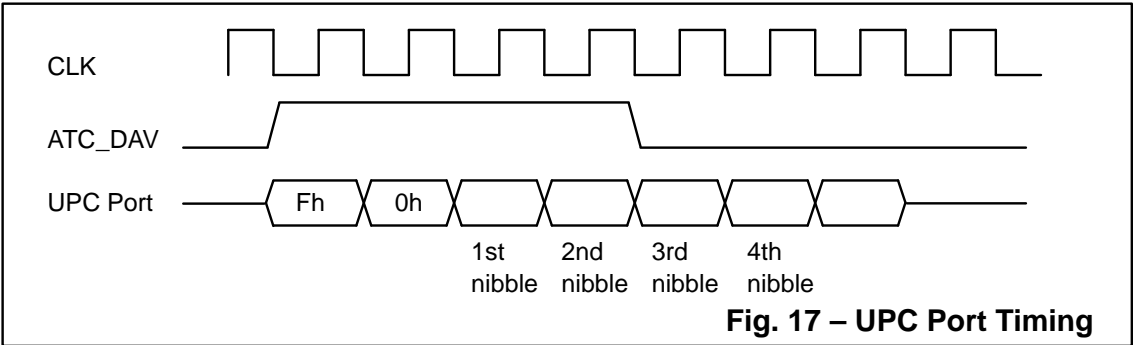 CLK
ATC_DAV
UPC Port
Fh
0h
1st nibble
2nd nibble
3rd nibble
4th nibble
Fig. 17 – UPC Port Timing